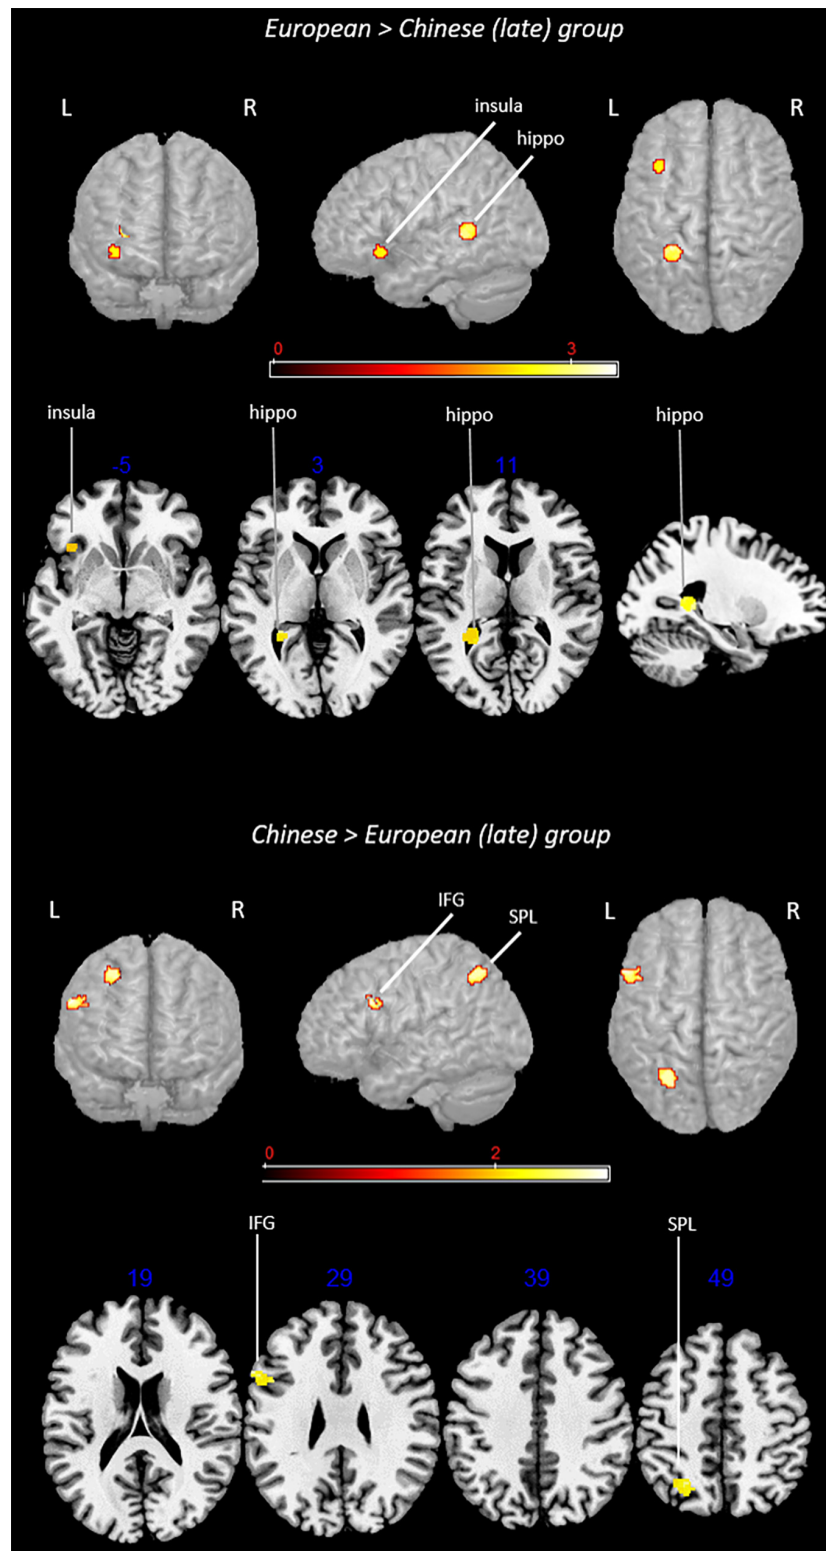 European > Chinese (late) group
L R insula L R
hippo
0 3
insula hippo hippo hippo
-5 3 11
Chinese > European (late) group
L R IFG SPL L R
0 2
IFG SPL
19 29 39 49